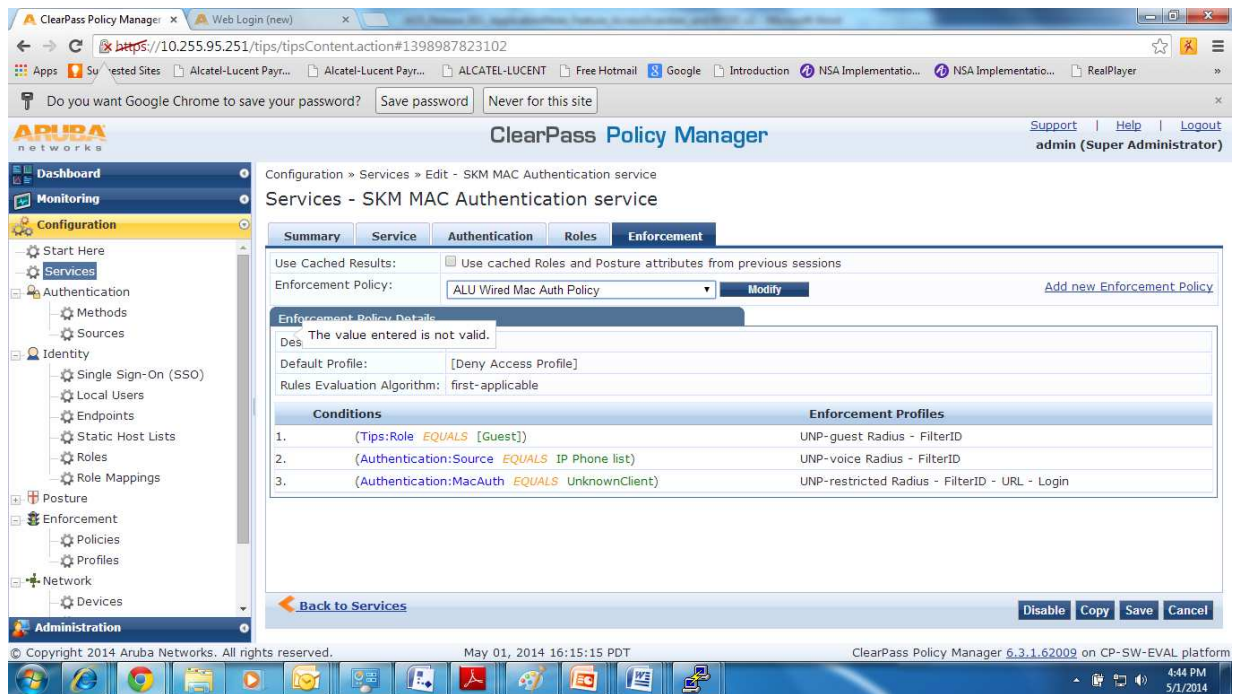 ClearPass Policy Manager
Web Login (new)
https://10.255.95.251/tips/tipsContent.action#1398987823102
Apps
Alcatel-Lucent Payr...
Alcatel-Lucent Payr...
ALCATEL-LUCENT
Free Hotmail
Google
Introduction
NSA Implementatio...
NSA Implementatio...
RealPlayer
»
Do you want Google Chrome to save your password? Save password Never for this site
ARUBA networks
ClearPass Policy Manager
Support | Help | Logout
admin (Super Administrator)
Dashboard
Monitoring
Configuration
Start Here
Services
Authentication
Methods
Sources
Identity
Single Sign-On (SSO)
Local Users
Endpoints
Static Host Lists
Roles
Role Mappings
Posture
Enforcement
Policies
Profiles
Network
Devices
Administration
Configuration » Services » Edit - SKM MAC Authentication service
Services - SKM MAC Authentication service
Summary Service Authentication Roles Enforcement
Use Cached Results: Use cached Roles and Posture attributes from previous sessions
Enforcement Policy: ALU Wired Mac Auth Policy Modify Add new Enforcement Policy
Enforcement Policy Details
The value entered is not valid.
Des
Default Profile: [Deny Access Profile]
Rules Evaluation Algorithm: first-applicable
Conditions Enforcement Profiles
1. (Tips:Role EQUALS [Guest]) UNP-guest Radius - FilterID
2. (Authentication:Source EQUALS IP Phone list) UNP-voice Radius - FilterID
3. (Authentication:MacAuth EQUALS UnknownClient) UNP-restricted Radius - FilterID - URL - Login
Back to Services
Disable Copy Save Cancel
© Copyright 2014 Aruba Networks. All rights reserved. May 01, 2014 16:15:15 PDT ClearPass Policy Manager 6.3.1.62009 on CP-SW-EVAL platform
4:44 PM
5/1/2014